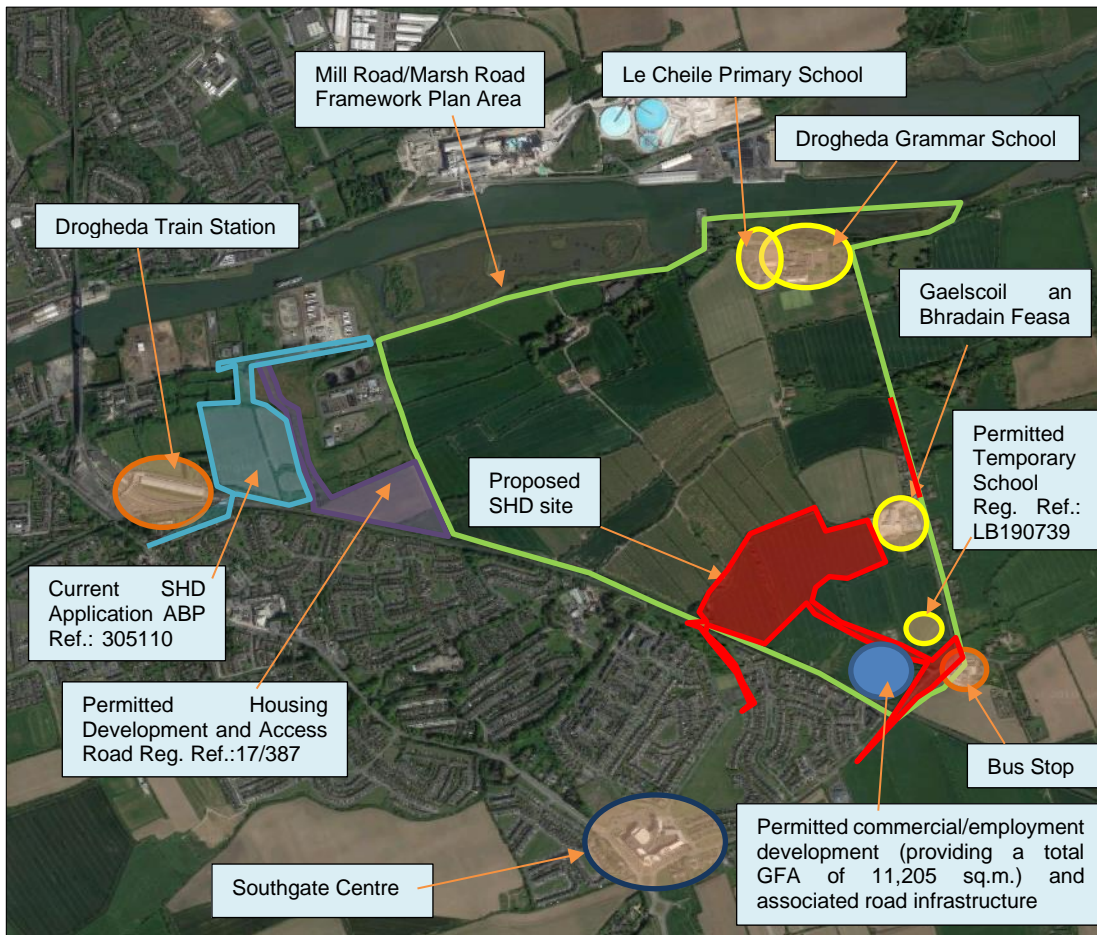 Mill Road/Marsh Road
Framework Plan Area
Le Cheile Primary School
Drogheda Grammar School
Drogheda Train Station
Gaelscoil an
Bhradain Feasa
Permitted
Temporary
School
Reg. Ref.:
LB190739
Proposed
SHD site
Current SHD
Application ABP
Ref.: 305110
Permitted Housing
Development and Access
Road Reg. Ref.:17/387
Bus Stop
Southgate Centre
Permitted commercial/employment
development (providing a total
GFA of 11,205 sq.m.) and
associated road infrastructure